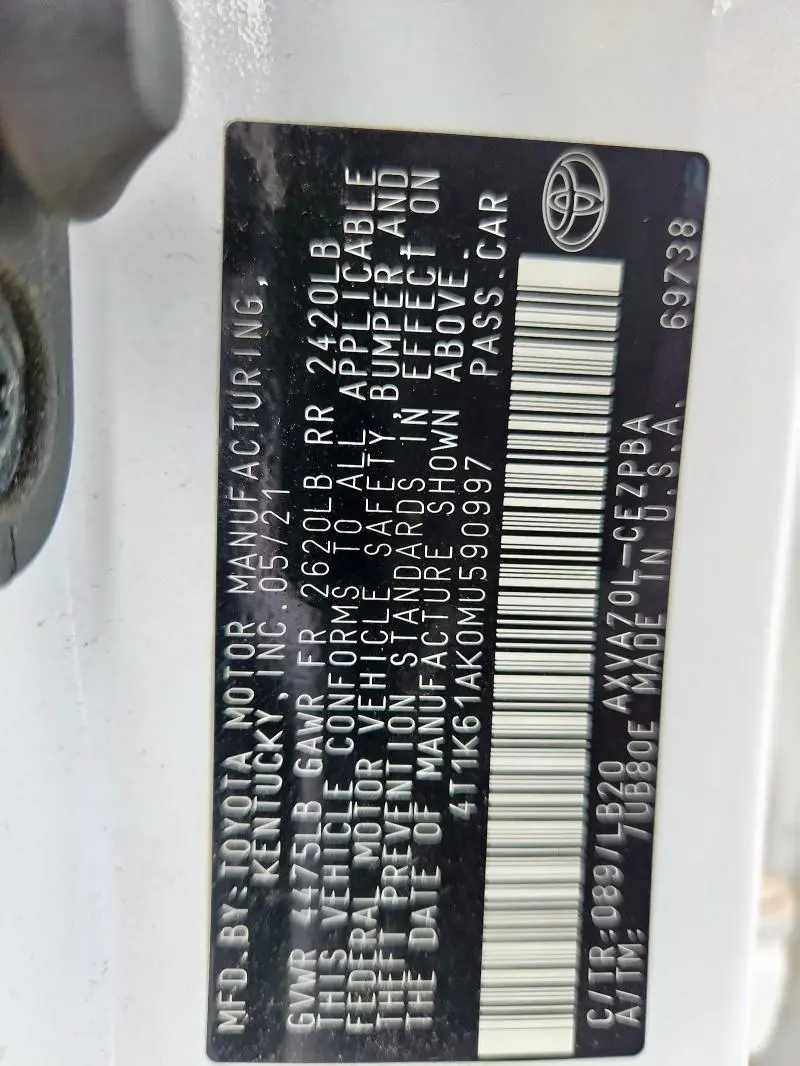 MFD.BY:TOYOTA MOTOR MANUFACTURING,
KENTUCKY,INC.05/21
GVWR 4475LB GAWR FR 2620LB RR 2420LB
THIS VEHICLE CONFORMS TO ALL APPLICABLE
FEDERAL MOTOR VEHICLE SAFETY,BUMPER,AND
THEFT PREVENTION STANDARDS IN EFFECT ON
THE DATE OF MANUFACTURE SHOWN ABOVE.
4T1K61AK0MU590997 PASS.CAR
C/TR:089/LB20 AXVA70L-CEZPBA
A/TM: /UB80E MADE IN U.S.A. 69738